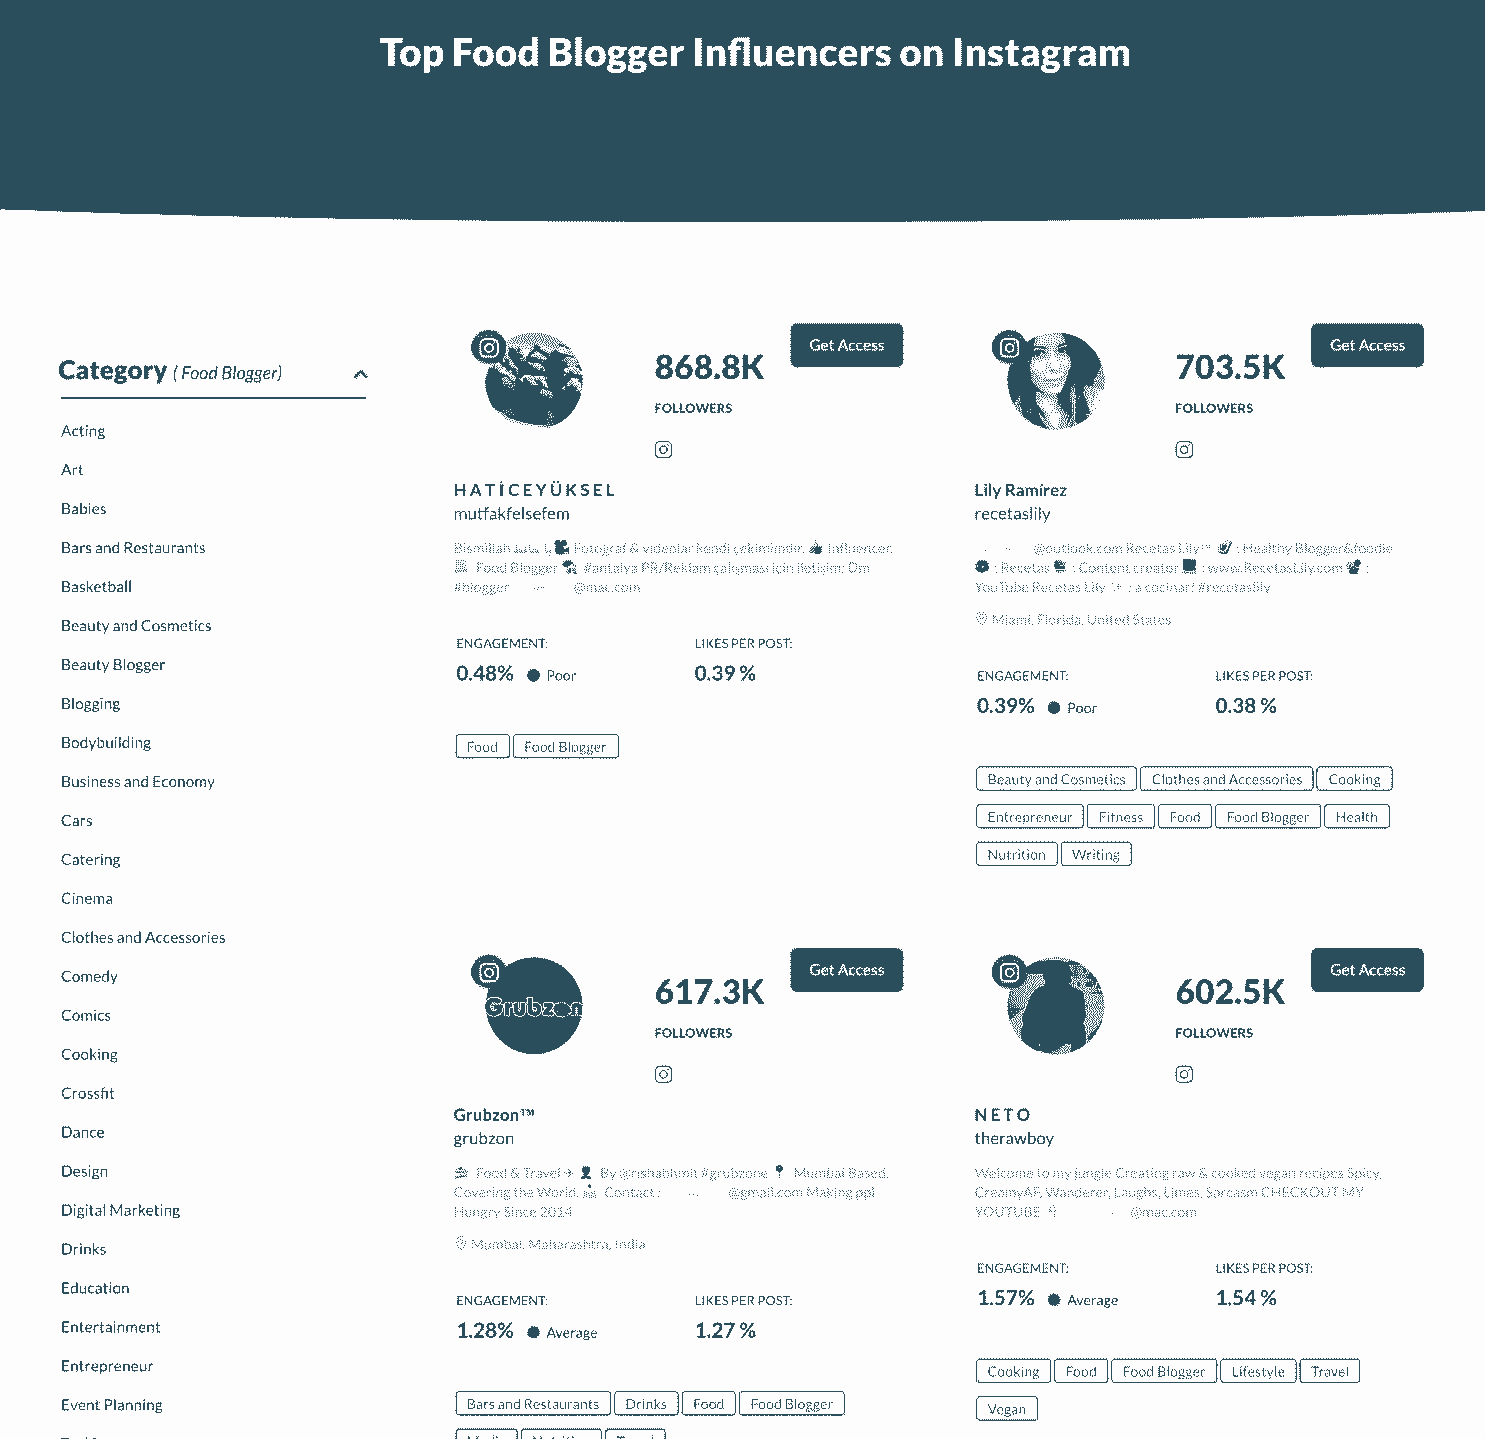 Top Food Blogger Influencers on Instagram
Category ( Food Blogger)
Acting
Art
Babies
Bars and Restaurants
Basketball
Beauty and Cosmetics
Beauty Blogger
Blogging
Bodybuilding
Business and Economy
Cars
Catering
Cinema
Clothes and Accessories
Comedy
Comics
Cooking
Crossfit
Dance
Design
Digital Marketing
Drinks
Education
Entertainment
Entrepreneur
Event Planning
868.8K
Get Access
FOLLOWERS
HATİCEYÜKSEL
mutfakfelsefem
Bismillah Fotograf & videolar kendi çekimimdir. Influencer.
Food Blogger #antalya PR/Reklam çalışması için iletişim: Dm
#blogger @mac.com
ENGAGEMENT:
LIKES PER POST:
0.48% Poor
0.39 %
Food
Food Blogger
703.5K
Get Access
FOLLOWERS
Lily Ramírez
recetaslily
@outlook.com Recetas Lily™ : Healthy Blogger&foodie
: Recetas : Content creator : www.RecetasLily.com :
YouTube Recetas Lily : a cocinar! #recetaslily
Miami, Florida, United States
ENGAGEMENT:
LIKES PER POST:
0.39% Poor
0.38 %
Beauty and Cosmetics
Clothes and Accessories
Cooking
Entrepreneur
Fitness
Food
Food Blogger
Health
Nutrition
Writing
Grubzon
617.3K
Get Access
FOLLOWERS
Grubzon™
grubzon
Food & Travel By @rishabhmit #grubzone Mumbai Based.
Covering the World. Contact : @gmail.com Making ppl
Hungry Since 2014
Mumbai, Maharashtra, India
ENGAGEMENT:
LIKES PER POST:
1.28% Average
1.27 %
Bars and Restaurants
Drinks
Food
Food Blogger
602.5K
Get Access
FOLLOWERS
NETO
therawboy
Welcome to my jungle Creating raw & cooked vegan recipes Spicy,
CreamyAF, Wanderer, Laughs, Limes, Sarcasm CHECKOUT MY
YOUTUBE @mac.com
ENGAGEMENT:
LIKES PER POST:
1.57% Average
1.54 %
Cooking
Food
Food Blogger
Lifestyle
Travel
Vegan